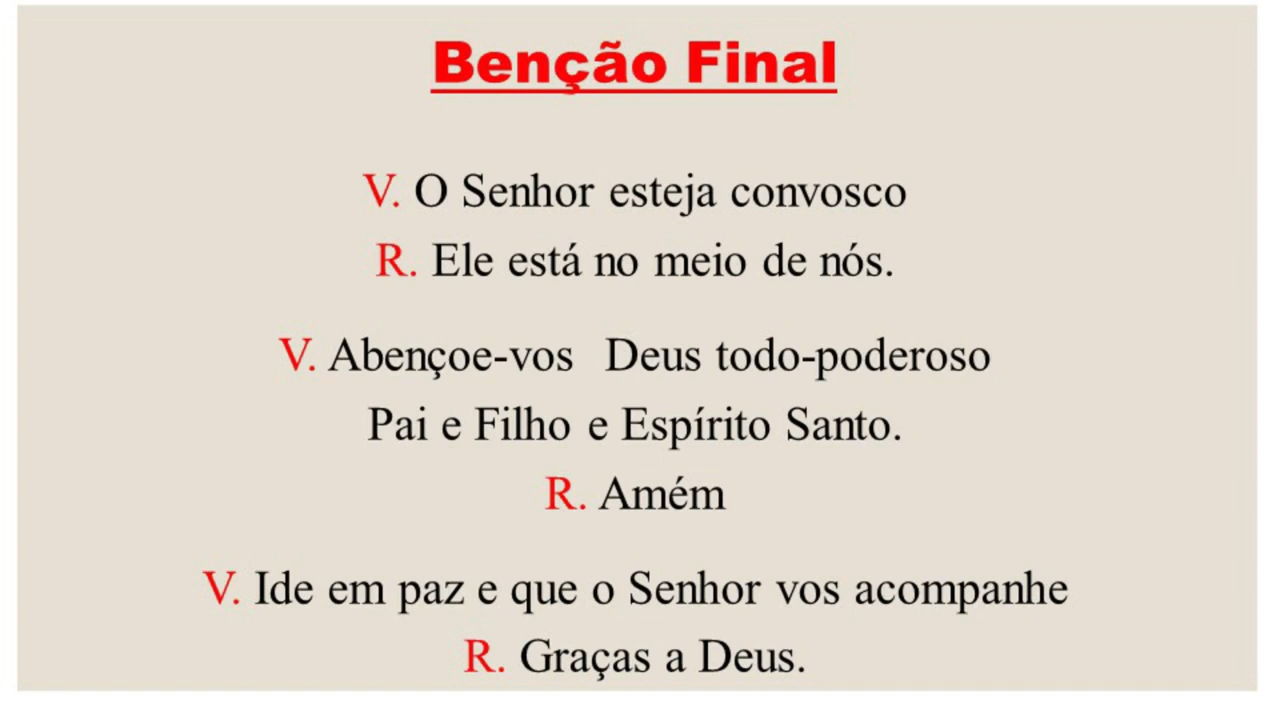 Benção Final
V. O Senhor esteja convosco
R. Ele está no meio de nós.
V. Abençoe-vos Deus todo-poderoso
Pai e Filho e Espírito Santo.
R. Amém
V. Ide em paz e que o Senhor vos acompanhe
R. Graças a Deus.